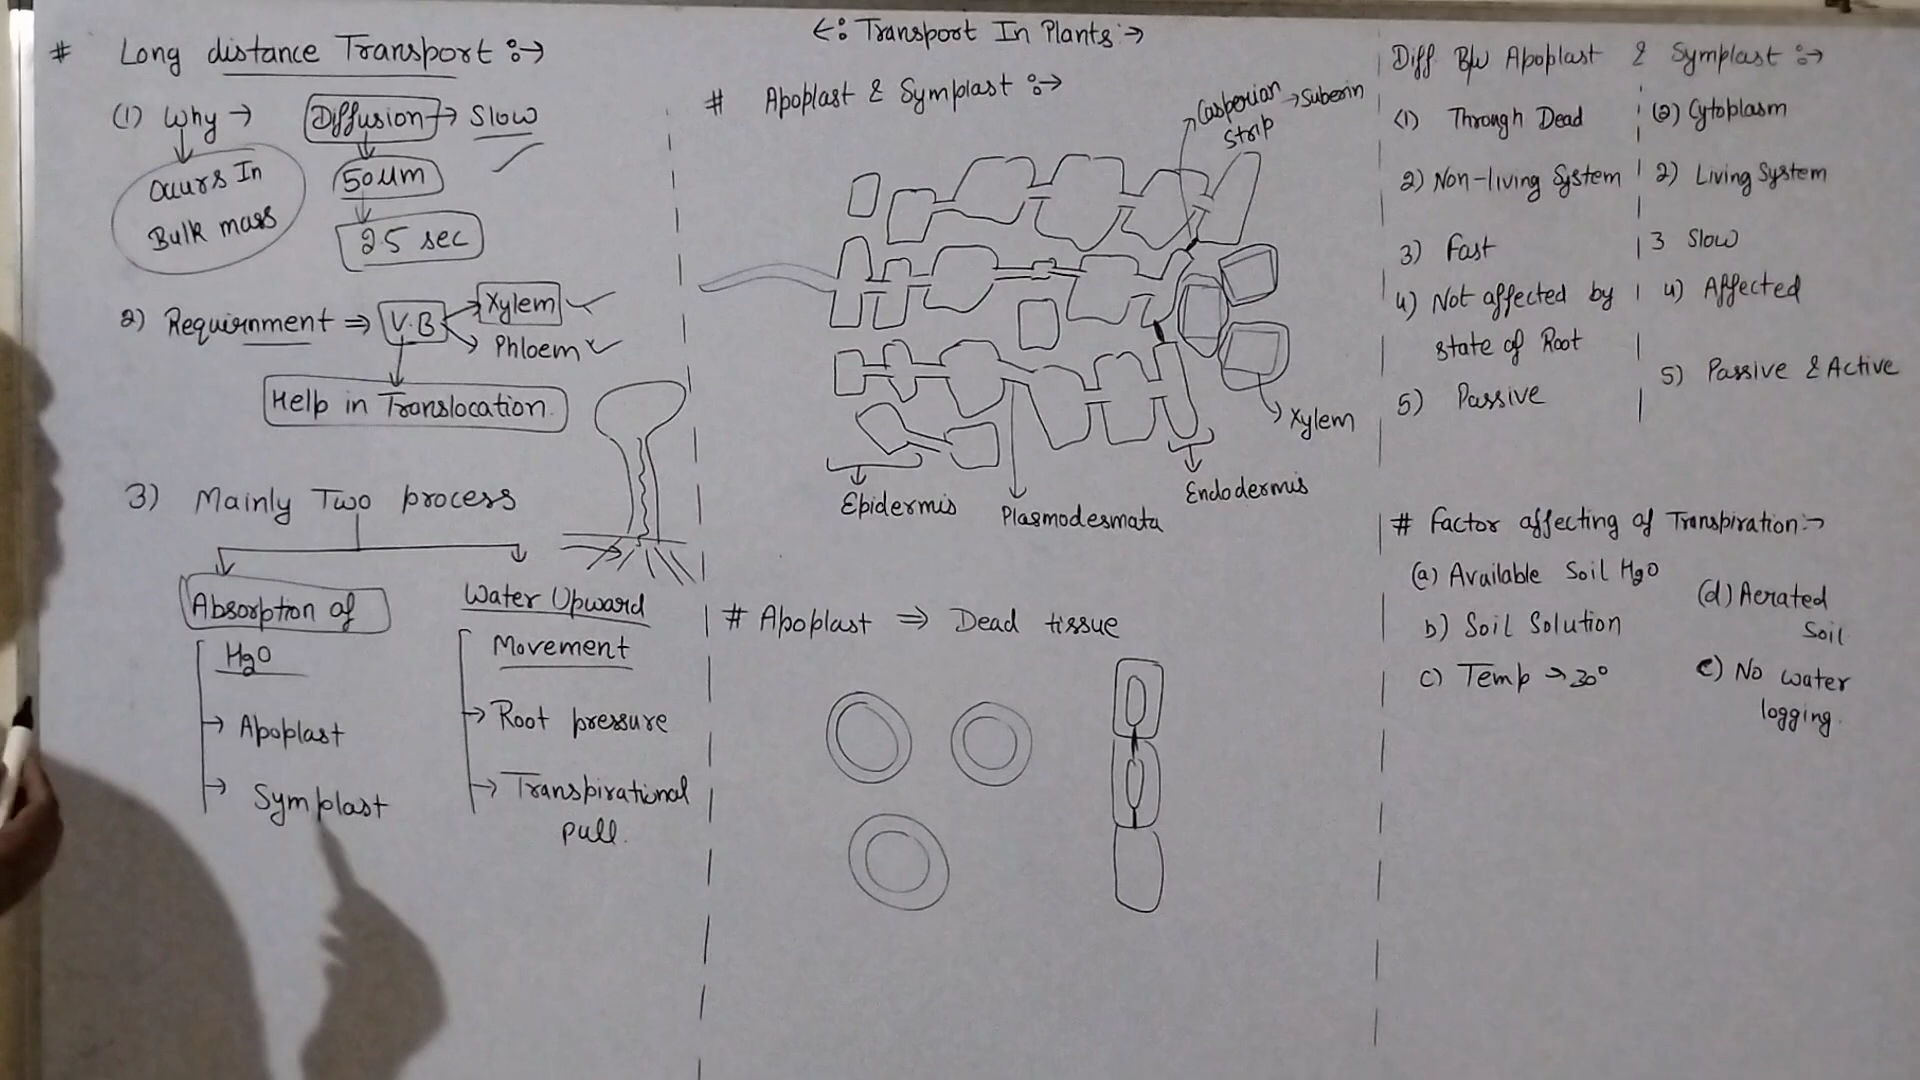 <: Transport In Plants :->
# Long distance Transport :->
(1) Why → Diffusion → Slow
Occurs In
Bulk mass
50 um
2.5 sec
2) Requirnment ⇒ V.B
Xylem
Phloem
Help in Translocation
3) Mainly Two process
Absorption of
H2O
→ Apoplast
→ Symplast
Water Upward
Movement
→ Root pressure
→ Transpirational
pull.
# Apoplast & Symplast :->
Casperian → Suberin
Strip
Xylem
Endodermis
Epidermis
Plasmodesmata
# Apoplast ⇒ Dead tissue
Diff B/w Apoplast & Symplast :->
(1) Through Dead
2) Non-living System
3) Fast
4) Not affected by
state of Root
5) Passive
(2) Cytoplasm
2) Living System
3 Slow
4) Affected
5) Passive & Active
# Factor affecting of Transpiration :->
(a) Available Soil H2O
b) Soil Solution
c) Temp → 30°
(d) Aerated
Soil
e) No water
logging.